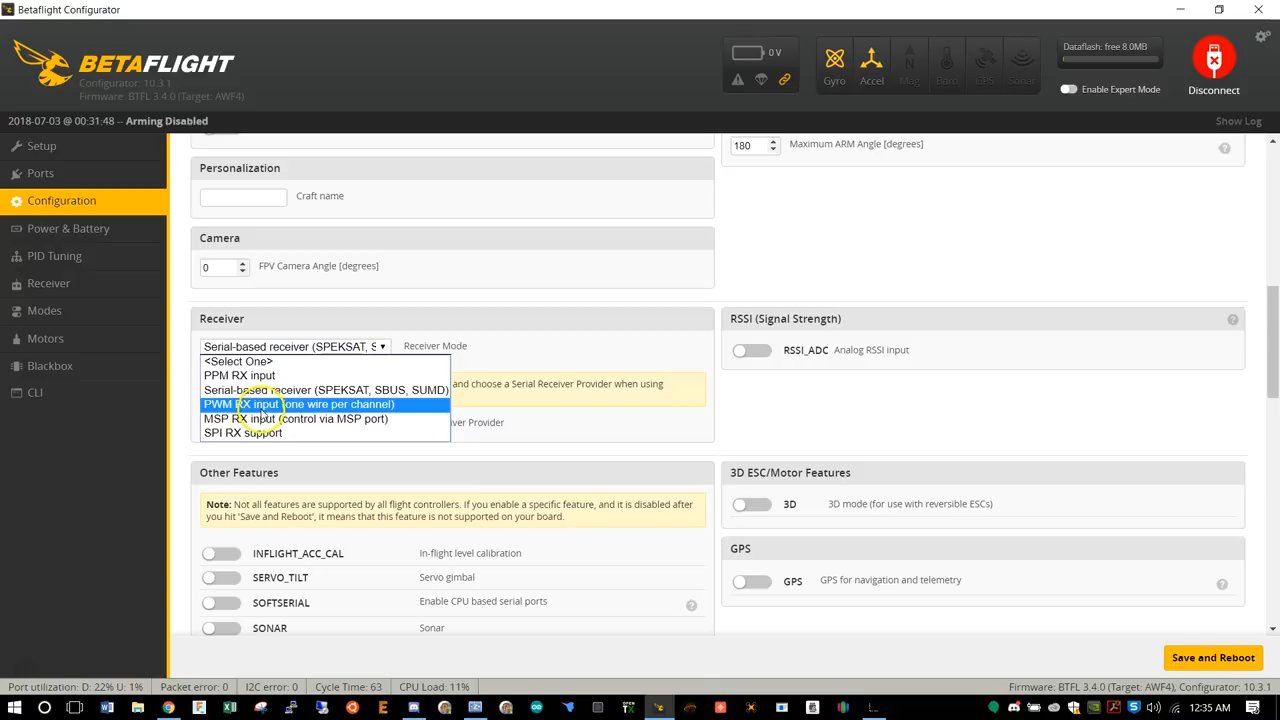 Betaflight Configurator
BETAFLIGHT
Configurator: 10.3.1
Firmware: BTFL 3.4.0 (Target: AWF4)
0 V
Gyro
Accel
Mag
Baro
GPS
Sonar
Dataflash: free 8.0MB
Enable Expert Mode
Disconnect
2018-07-03 @ 00:31:48 -- Arming Disabled
Show Log
Setup
Ports
Configuration
Power & Battery
PID Tuning
Receiver
Modes
Motors
Blackbox
CLI
180
Maximum ARM Angle [degrees]
Personalization
Craft name
Camera
0
FPV Camera Angle [degrees]
Receiver
Serial-based receiver (SPEKSAT, S
Receiver Mode
<Select One>
PPM RX input
Serial-based receiver (SPEKSAT, SBUS, SUMD)
PWM RX input (one wire per channel)
MSP RX input (control via MSP port)
SPI RX support
and choose a Serial Receiver Provider when using
ver Provider
RSSI (Signal Strength)
RSSI_ADC
Analog RSSI input
Other Features
Note: Not all features are supported by all flight controllers. If you enable a specific feature, and it is disabled after
you hit 'Save and Reboot', it means that this feature is not supported on your board.
INFLIGHT_ACC_CAL
In-flight level calibration
SERVO_TILT
Servo gimbal
SOFTSERIAL
Enable CPU based serial ports
SONAR
Sonar
3D ESC/Motor Features
3D
3D mode (for use with reversible ESCs)
GPS
GPS
GPS for navigation and telemetry
Save and Reboot
Port utilization: D: 22% U: 1%
Packet error: 0
I2C error: 0
Cycle Time: 63
CPU Load: 11%
Firmware: BTFL 3.4.0 (Target: AWF4), Configurator: 10.3.1
12:35 AM